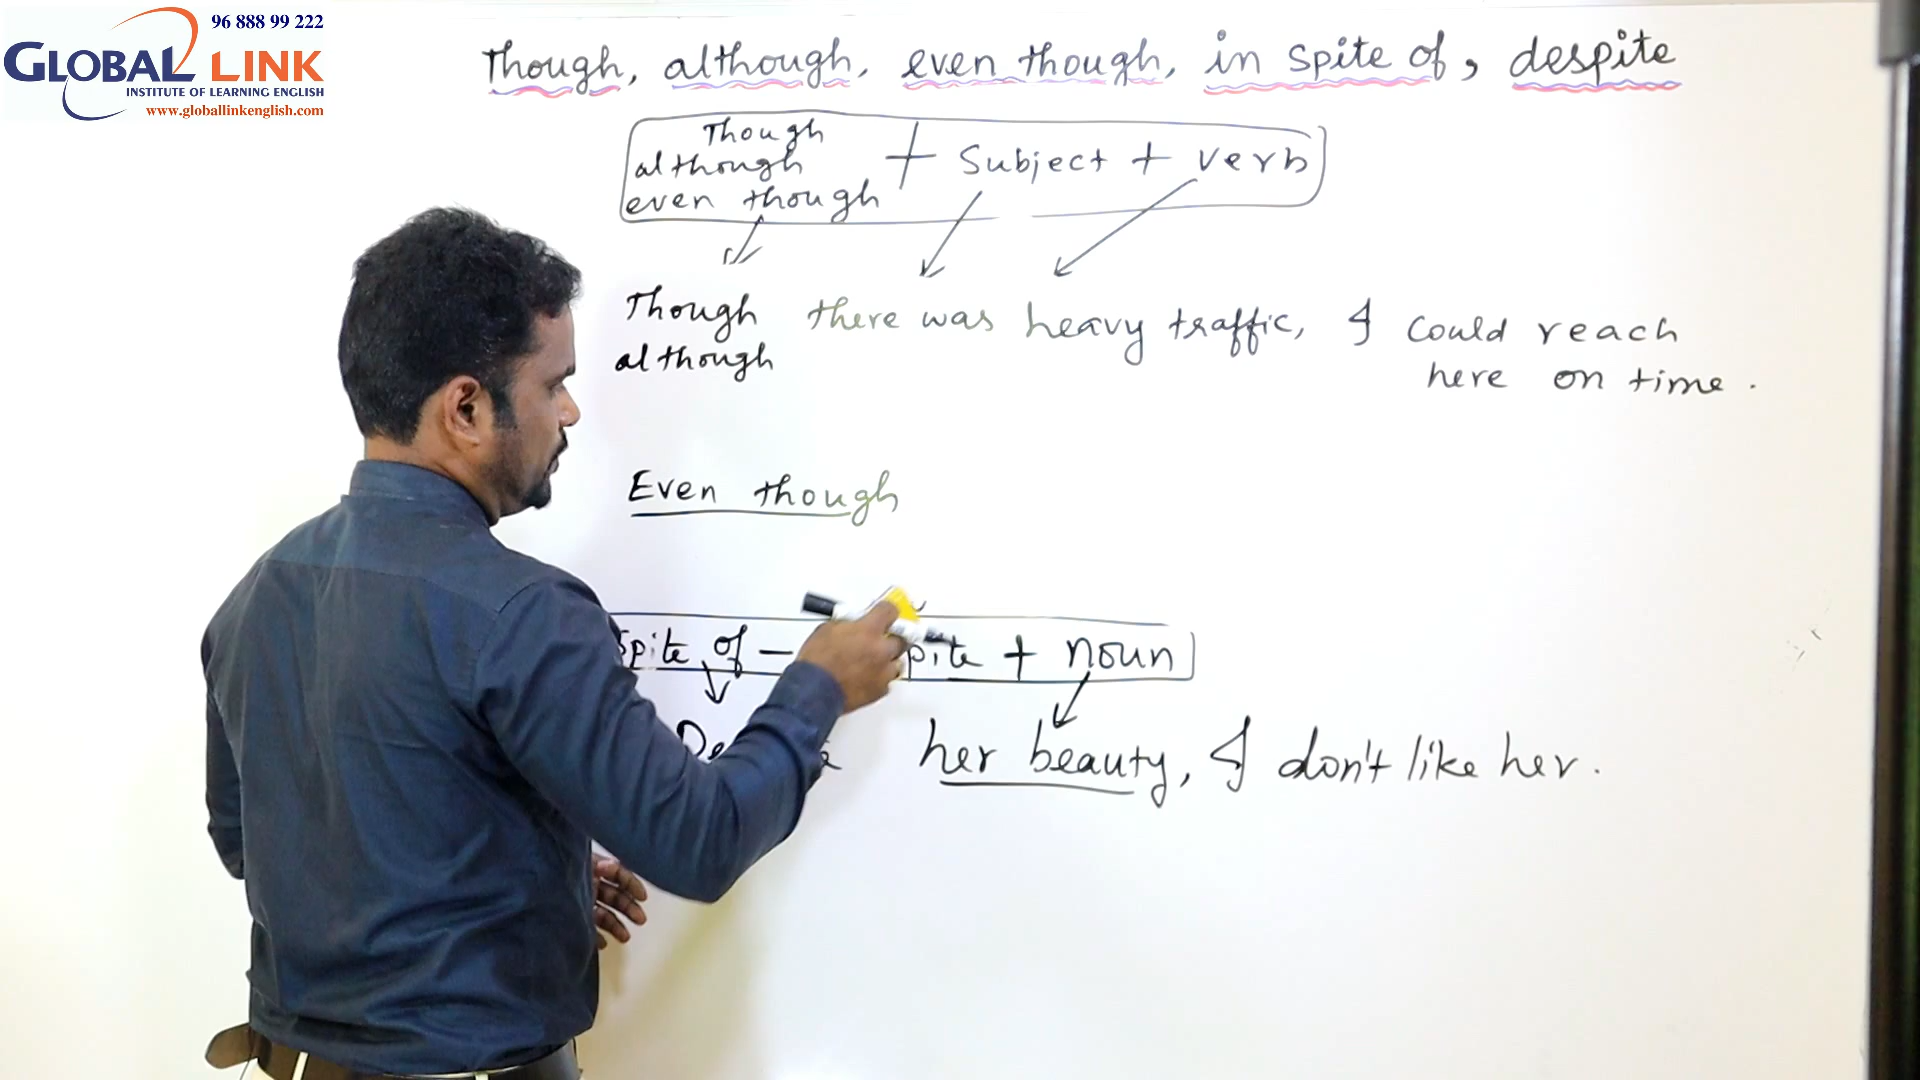 96 888 99 222
GLOBAL LINK
INSTITUTE OF LEARNING ENGLISH
www.globallinkenglish.com
Though, although, even though, in spite of, despite
Though
although + Subject + verb
even though
Though there was heavy traffic, I could reach
although here on time.
Even though
spite of — + noun
her beauty, I don't like her.